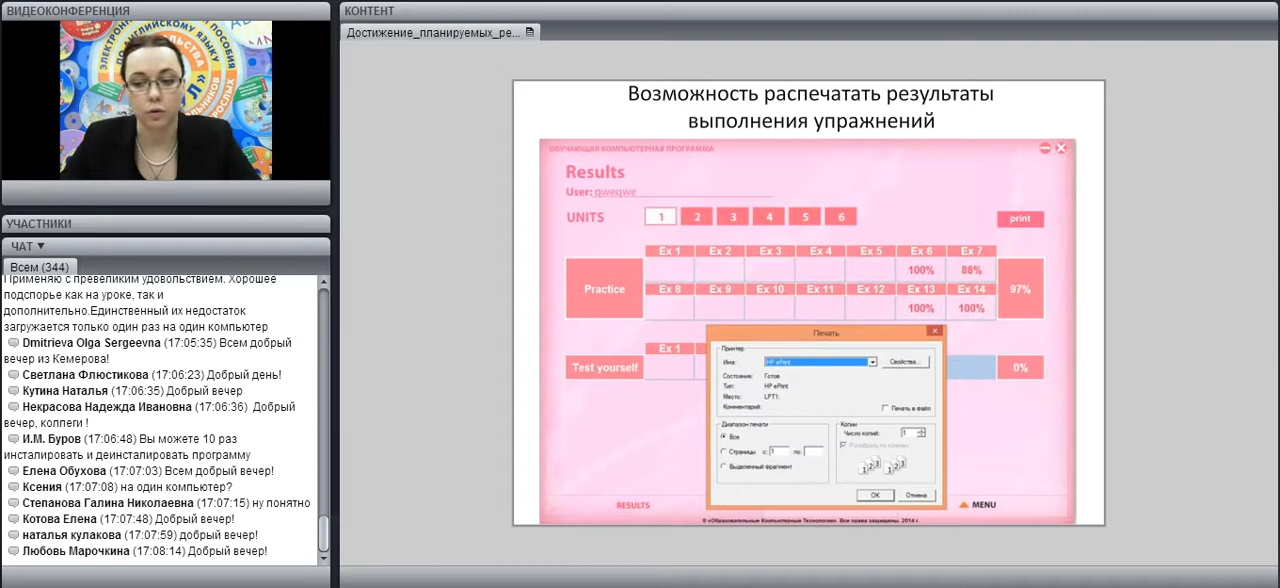 ВИДЕОКОНФЕРЕНЦИЯ
ЭЛЕКТРОННЫЕ
ПО АНГЛИЙСКОМУ ЯЗЫКУ
ПОСОБИЯ
УЧАСТНИКИ
ЧАТ ▼
Всем (344)
Применяю с превеликим удовольствием. Хорошее
подспорье как на уроке, так и
дополнительно.Единственный их недостаток
загружается только один раз на один компьютер
Dmitrieva Olga Sergeevna (17:05:35) Всем добрый
вечер из Кемерова!
Светлана Флюстикова (17:06:23) Добрый день!
Кутина Наталья (17:06:35) Добрый вечер
Некрасова Надежда Ивановна (17:06:36) Добрый
вечер, коллеги !
И.М. Буров (17:06:48) Вы можете 10 раз
инсталировать и деинсталировать программу
Елена Обухова (17:07:03) Всем добрый вечер!
Ксения (17:07:08) на один компьютер?
Степанова Галина Николаевна (17:07:15) ну понятно
Котова Елена (17:07:48) Добрый вечер!
наталья кулакова (17:07:59) добрый вечер!
Любовь Марочкина (17:08:14) Добрый вечер!
КОНТЕНТ
Достижение_планируемых_ре...
Возможность распечатать результаты
выполнения упражнений
ОБУЧАЮЩАЯ КОМПЬЮТЕРНАЯ ПРОГРАММА
Results
User: qweqwe
UNITS 1 2 3 4 5 6 print
Ex 1 Ex 2 Ex 3 Ex 4 Ex 5 Ex 6 Ex 7
100% 88%
Practice 97%
Ex 8 Ex 9 Ex 10 Ex 11 Ex 12 Ex 13 Ex 14
100% 100%
Ex 1
Test yourself 0%
Печать
Принтер
Имя: HP ePrint Свойства...
Состояние: Готов
Тип: HP ePrint
Место: LPT1:
Комментарий: Печать в файл
Диапазон печати
Все
Страницы с: 1 по:
Выделенный фрагмент
Копии
Число копий: 1
Разобрать по копиям
1 2 3 1 2 3
OK Отмена
RESULTS MENU
© «Образовательные Компьютерные Технологии». Все права защищены, 2014 г.